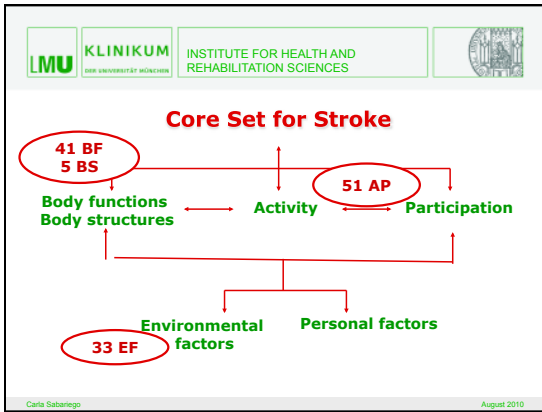 LMU
KLINIKUM
DER UNIVERSITÄT MÜNCHEN
INSTITUTE FOR HEALTH AND
REHABILITATION SCIENCES
Core Set for Stroke
41 BF
5 BS
51 AP
Body functions
Body structures
Activity
Participation
Environmental
factors
Personal factors
33 EF
Carla Sabariego
August 2010